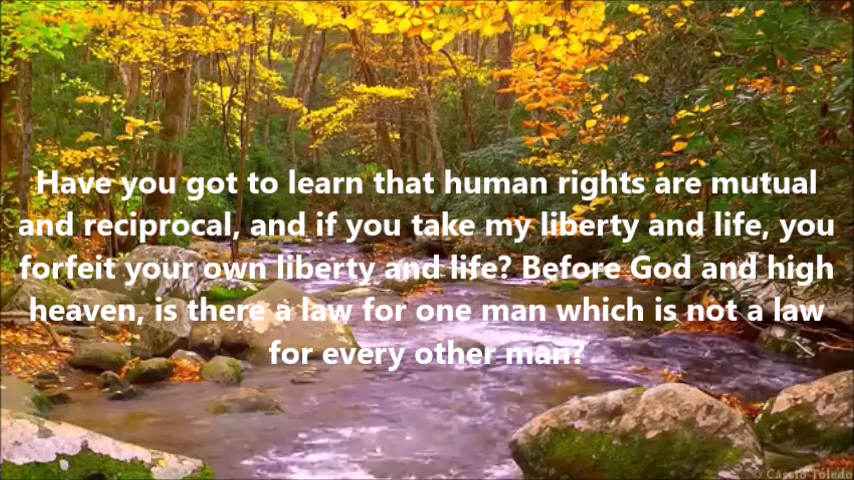 Have you got to learn that human rights are mutual
and reciprocal, and if you take my liberty and life, you
forfeit your own liberty and life? Before God and high
heaven, is there a law for one man which is not a law
for every other man?
© Cássio Toledo